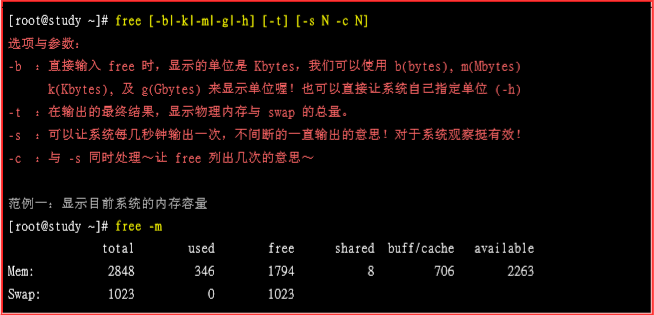 [root@study ~]# free [-b|-k|-m|-g|-h] [-t] [-s N -c N]
选项与参数:
-b ：直接输入 free 时，显示的单位是 Kbytes，我们可以使用 b(bytes), m(Mbytes)
k(Kbytes), 及 g(Gbytes) 来显示单位喔！也可以直接让系统自己指定单位 (-h)
-t ：在输出的最终结果，显示物理内存与 swap 的总量。
-s ：可以让系统每几秒钟输出一次，不间断的一直输出的意思！对于系统观察挺有效！
-c ：与 -s 同时处理～让 free 列出几次的意思～
范例一：显示目前系统的内存容量
[root@study ~]# free -m
total used free shared buff/cache available
Mem: 2848 346 1794 8 706 2263
Swap: 1023 0 1023